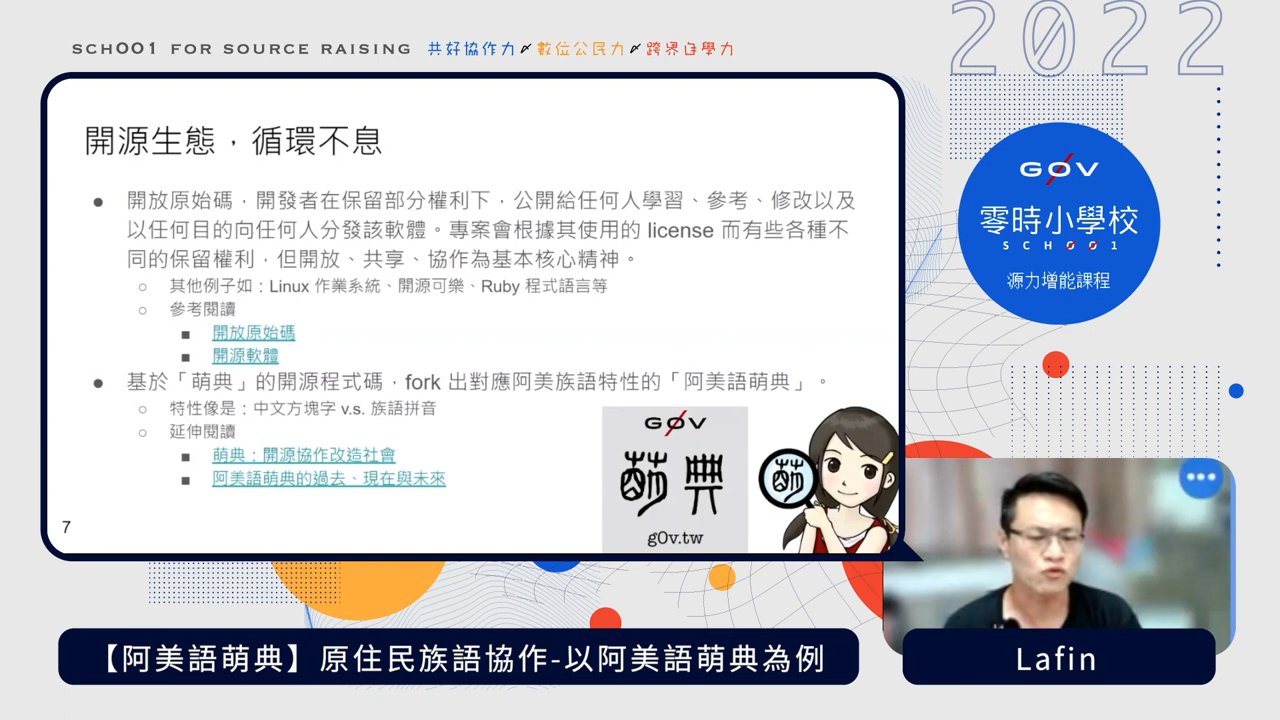 SCHOO1 FOR SOURCE RAISING 共好協作力 數位公民力 跨界自學力
2022
開源生態，循環不息
● 開放原始碼，開發者在保留部分權利下，公開給任何人學習、參考、修改以及
以任何目的向任何人分發該軟體。專案會根據其使用的 license 而有些各種不
同的保留權利，但開放、共享、協作為基本核心精神。
○ 其他例子如：Linux 作業系統、開源可樂、Ruby 程式語言等
○ 參考閱讀
■ 開放原始碼
■ 開源軟體
● 基於「萌典」的開源程式碼，fork 出對應阿美族語特性的「阿美語萌典」。
○ 特性像是：中文方塊字 v.s. 族語拼音
○ 延伸閱讀
■ 萌典：開源協作改造社會
■ 阿美語萌典的過去、現在與未來
7
G0V
萌典
g0v.tw
萌
G0V
零時小學校
SCH001
源力增能課程
【阿美語萌典】原住民族語協作-以阿美語萌典為例
Lafin